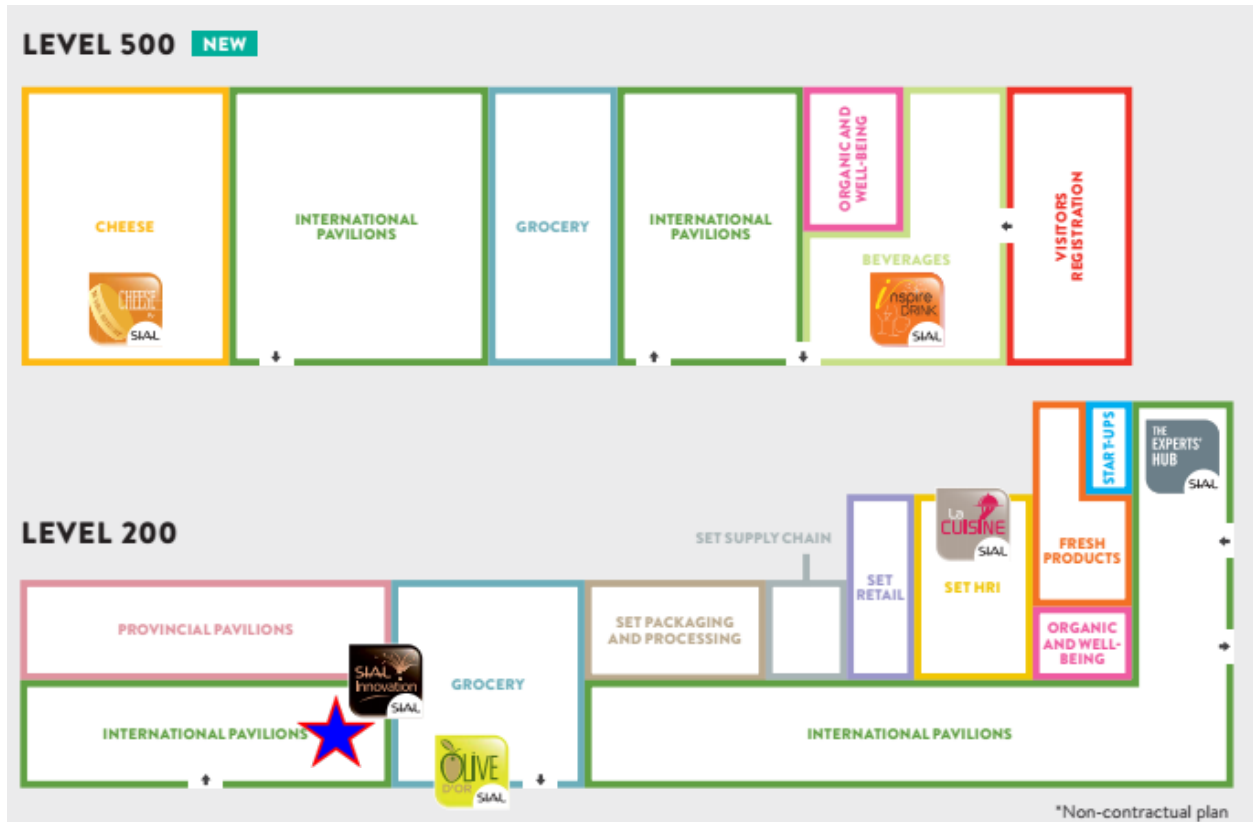 LEVEL 500 NEW
CHEESE
INTERNATIONAL
PAVILIONS
GROCERY
INTERNATIONAL
PAVILIONS
ORGANIC AND
WELL-BEING
BEVERAGES
VISITORS
REGISTRATION
CHEESE
By
SIAL
inspire
DRINK
SIAL
LEVEL 200
PROVINCIAL PAVILIONS
INTERNATIONAL PAVILIONS
SIAL
Innovation
SIAL
GROCERY
OLIVE
D'OR
SIAL
SET PACKAGING
AND PROCESSING
SET SUPPLY CHAIN
SET
RETAIL
La
CUISINE
SIAL
SET HRI
FRESH
PRODUCTS
START-UPS
ORGANIC
AND WELL-
BEING
THE
EXPERTS'
HUB
SIAL
INTERNATIONAL PAVILIONS
*Non-contractual plan